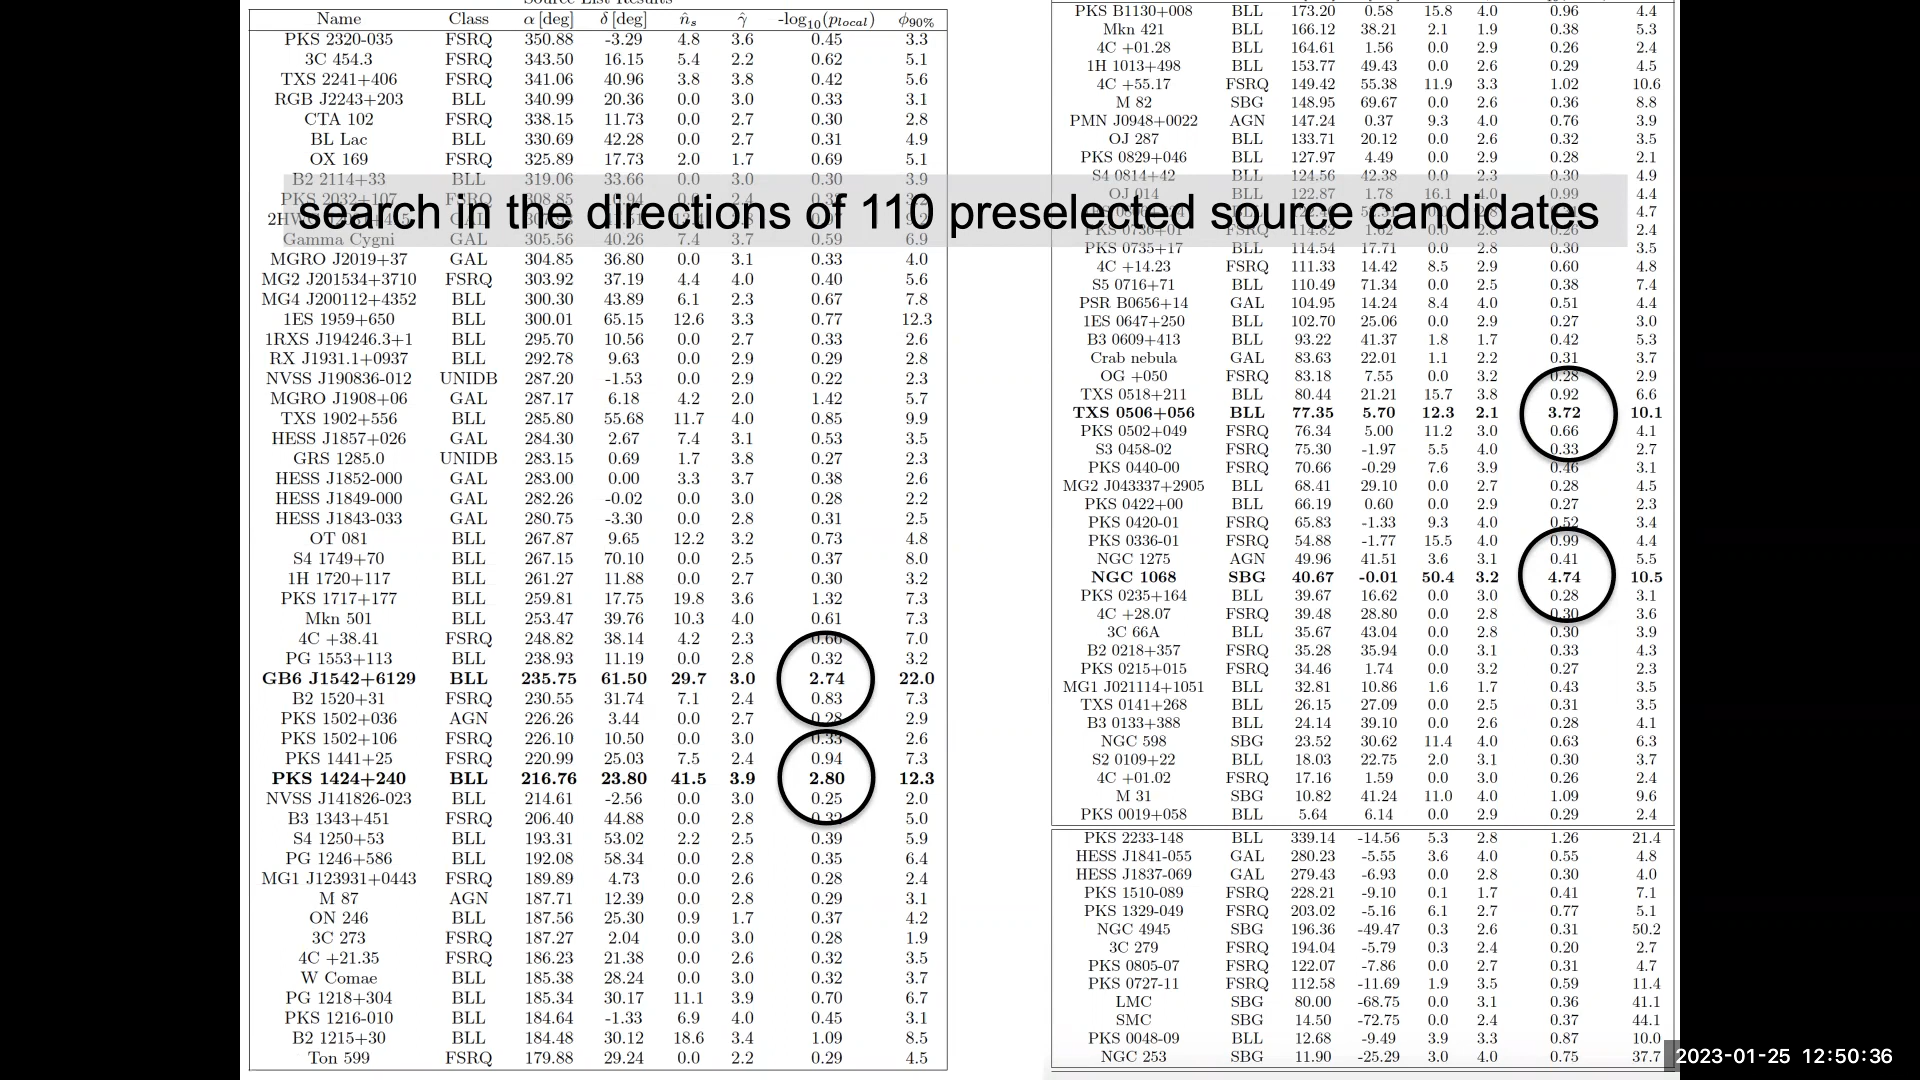 Source List Results
Name Class α [deg] δ [deg] n̂s γ̂ -log10(plocal) ϕ90%
PKS 2320-035 FSRQ 350.88 -3.29 4.8 3.6 0.45 3.3
3C 454.3 FSRQ 343.50 16.15 5.4 2.2 0.62 5.1
TXS 2241+406 FSRQ 341.06 40.96 3.8 3.8 0.42 5.6
RGB J2243+203 BLL 340.99 20.36 0.0 3.0 0.33 3.1
CTA 102 FSRQ 338.15 11.73 0.0 2.7 0.30 2.8
BL Lac BLL 330.69 42.28 0.0 2.7 0.31 4.9
OX 169 FSRQ 325.89 17.73 2.0 1.7 0.69 5.1
B2 2114+33 BLL 319.06 33.66 0.0 3.0 0.30 3.9
PKS 2032+107 FSRQ 308.85
search in the directions of 110 preselected source candidates
Gamma Cygni GAL 305.56 40.26 7.4 3.7 0.59 6.9
MGRO J2019+37 GAL 304.85 36.80 0.0 3.1 0.33 4.0
MG2 J201534+3710 FSRQ 303.92 37.19 4.4 4.0 0.40 5.6
MG4 J200112+4352 BLL 300.30 43.89 6.1 2.3 0.67 7.8
1ES 1959+650 BLL 300.01 65.15 12.6 3.3 0.77 12.3
1RXS J194246.3+1 BLL 295.70 10.56 0.0 2.7 0.33 2.6
RX J1931.1+0937 BLL 292.78 9.63 0.0 2.9 0.29 2.8
NVSS J190836-012 UNIDB 287.20 -1.53 0.0 2.9 0.22 2.3
MGRO J1908+06 GAL 287.17 6.18 4.2 2.0 1.42 5.7
TXS 1902+556 BLL 285.80 55.68 11.7 4.0 0.85 9.9
HESS J1857+026 GAL 284.30 2.67 7.4 3.1 0.53 3.5
GRS 1285.0 UNIDB 283.15 0.69 1.7 3.8 0.27 2.3
HESS J1852-000 GAL 283.00 0.00 3.3 3.7 0.38 2.6
HESS J1849-000 GAL 282.26 -0.02 0.0 3.0 0.28 2.2
HESS J1843-033 GAL 280.75 -3.30 0.0 2.8 0.31 2.5
OT 081 BLL 267.87 9.65 12.2 3.2 0.73 4.8
S4 1749+70 BLL 267.15 70.10 0.0 2.5 0.37 8.0
1H 1720+117 BLL 261.27 11.88 0.0 2.7 0.30 3.2
PKS 1717+177 BLL 259.81 17.75 19.8 3.6 1.32 7.3
Mkn 501 BLL 253.47 39.76 10.3 4.0 0.61 7.3
4C +38.41 FSRQ 248.82 38.14 4.2 2.3 0.66 7.0
PG 1553+113 BLL 238.93 11.19 0.0 2.8 0.32 3.2
GB6 J1542+6129 BLL 235.75 61.50 29.7 3.0 2.74 22.0
B2 1520+31 FSRQ 230.55 31.74 7.1 2.4 0.83 7.3
PKS 1502+036 AGN 226.26 3.44 0.0 2.7 0.28 2.9
PKS 1502+106 FSRQ 226.10 10.50 0.0 3.0 0.33 2.6
PKS 1441+25 FSRQ 220.99 25.03 7.5 2.4 0.94 7.3
PKS 1424+240 BLL 216.76 23.80 41.5 3.9 2.80 12.3
NVSS J141826-023 BLL 214.61 -2.56 0.0 3.0 0.25 2.0
B3 1343+451 FSRQ 206.40 44.88 0.0 2.8 0.32 5.0
S4 1250+53 BLL 193.31 53.02 2.2 2.5 0.39 5.9
PG 1246+586 BLL 192.08 58.34 0.0 2.8 0.35 6.4
MG1 J123931+0443 FSRQ 189.89 4.73 0.0 2.6 0.28 2.4
M 87 AGN 187.71 12.39 0.0 2.8 0.29 3.1
ON 246 BLL 187.56 25.30 0.9 1.7 0.37 4.2
3C 273 FSRQ 187.27 2.04 0.0 3.0 0.28 1.9
4C +21.35 FSRQ 186.23 21.38 0.0 2.6 0.32 3.5
W Comae BLL 185.38 28.24 0.0 3.0 0.32 3.7
PG 1218+304 BLL 185.34 30.17 11.1 3.9 0.70 6.7
PKS 1216-010 BLL 184.64 -1.33 6.9 4.0 0.45 3.1
B2 1215+30 BLL 184.48 30.12 18.6 3.4 1.09 8.5
Ton 599 FSRQ 179.88 29.24 0.0 2.2 0.29 4.5
PKS B1130+008 BLL 173.20 0.58 15.8 4.0 0.96 4.4
Mkn 421 BLL 166.12 38.21 2.1 1.9 0.38 5.3
4C +01.28 BLL 164.61 1.56 0.0 2.9 0.26 2.4
1H 1013+498 BLL 153.77 49.43 0.0 2.6 0.29 4.5
4C +55.17 FSRQ 149.42 55.38 11.9 3.3 1.02 10.6
M 82 SBG 148.95 69.67 0.0 2.6 0.36 8.8
PMN J0948+0022 AGN 147.24 0.37 9.3 4.0 0.76 3.9
OJ 287 BLL 133.71 20.12 0.0 2.6 0.32 3.5
PKS 0829+046 BLL 127.97 4.49 0.0 2.9 0.28 2.1
S4 0814+42 BLL 124.56 42.38 0.0 2.3 0.30 4.9
OJ 014 BLL 122.87 1.78 16.1 4.0 0.99 4.4
4.7
PKS 0736+01 FSRQ 114.82 1.62 0.0 2.8 0.26 2.4
PKS 0735+17 BLL 114.54 17.71 0.0 2.8 0.30 3.5
4C +14.23 FSRQ 111.33 14.42 8.5 2.9 0.60 4.8
S5 0716+71 BLL 110.49 71.34 0.0 2.5 0.38 7.4
PSR B0656+14 GAL 104.95 14.24 8.4 4.0 0.51 4.4
1ES 0647+250 BLL 102.70 25.06 0.0 2.9 0.27 3.0
B3 0609+413 BLL 93.22 41.37 1.8 1.7 0.42 5.3
Crab nebula GAL 83.63 22.01 1.1 2.2 0.31 3.7
OG +050 FSRQ 83.18 7.55 0.0 3.2 0.28 2.9
TXS 0518+211 BLL 80.44 21.21 15.7 3.8 0.92 6.6
TXS 0506+056 BLL 77.35 5.70 12.3 2.1 3.72 10.1
PKS 0502+049 FSRQ 76.34 5.00 11.2 3.0 0.66 4.1
S3 0458-02 FSRQ 75.30 -1.97 5.5 4.0 0.33 2.7
PKS 0440-00 FSRQ 70.66 -0.29 7.6 3.9 0.46 3.1
MG2 J043337+2905 BLL 68.41 29.10 0.0 2.7 0.28 4.5
PKS 0422+00 BLL 66.19 0.60 0.0 2.9 0.27 2.3
PKS 0420-01 FSRQ 65.83 -1.33 9.3 4.0 0.52 3.4
PKS 0336-01 FSRQ 54.88 -1.77 15.5 4.0 0.99 4.4
NGC 1275 AGN 49.96 41.51 3.6 3.1 0.41 5.5
NGC 1068 SBG 40.67 -0.01 50.4 3.2 4.74 10.5
PKS 0235+164 BLL 39.67 16.62 0.0 3.0 0.28 3.1
4C +28.07 FSRQ 39.48 28.80 0.0 2.8 0.30 3.6
3C 66A BLL 35.67 43.04 0.0 2.8 0.30 3.9
B2 0218+357 FSRQ 35.28 35.94 0.0 3.1 0.33 4.3
PKS 0215+015 FSRQ 34.46 1.74 0.0 3.2 0.27 2.3
MG1 J021114+1051 BLL 32.81 10.86 1.6 1.7 0.43 3.5
TXS 0141+268 BLL 26.15 27.09 0.0 2.5 0.31 3.5
B3 0133+388 BLL 24.14 39.10 0.0 2.6 0.28 4.1
NGC 598 SBG 23.52 30.62 11.4 4.0 0.63 6.3
S2 0109+22 BLL 18.03 22.75 2.0 3.1 0.30 3.7
4C +01.02 FSRQ 17.16 1.59 0.0 3.0 0.26 2.4
M 31 SBG 10.82 41.24 11.0 4.0 1.09 9.6
PKS 0019+058 BLL 5.64 6.14 0.0 2.9 0.29 2.4
PKS 2233-148 BLL 339.14 -14.56 5.3 2.8 1.26 21.4
HESS J1841-055 GAL 280.23 -5.55 3.6 4.0 0.55 4.8
HESS J1837-069 GAL 279.43 -6.93 0.0 2.8 0.30 4.0
PKS 1510-089 FSRQ 228.21 -9.10 0.1 1.7 0.41 7.1
PKS 1329-049 FSRQ 203.02 -5.16 6.1 2.7 0.77 5.1
NGC 4945 SBG 196.36 -49.47 0.3 2.6 0.31 50.2
3C 279 FSRQ 194.04 -5.79 0.3 2.4 0.20 2.7
PKS 0805-07 FSRQ 122.07 -7.86 0.0 2.7 0.31 4.7
PKS 0727-11 FSRQ 112.58 -11.69 1.9 3.5 0.59 11.4
LMC SBG 80.00 -68.75 0.0 3.1 0.36 41.1
SMC SBG 14.50 -72.75 0.0 2.4 0.37 44.1
PKS 0048-09 BLL 12.68 -9.49 3.9 3.3 0.87 10.0
NGC 253 SBG 11.90 -25.29 3.0 4.0 0.75 37.7
2023-01-25 12:50:36